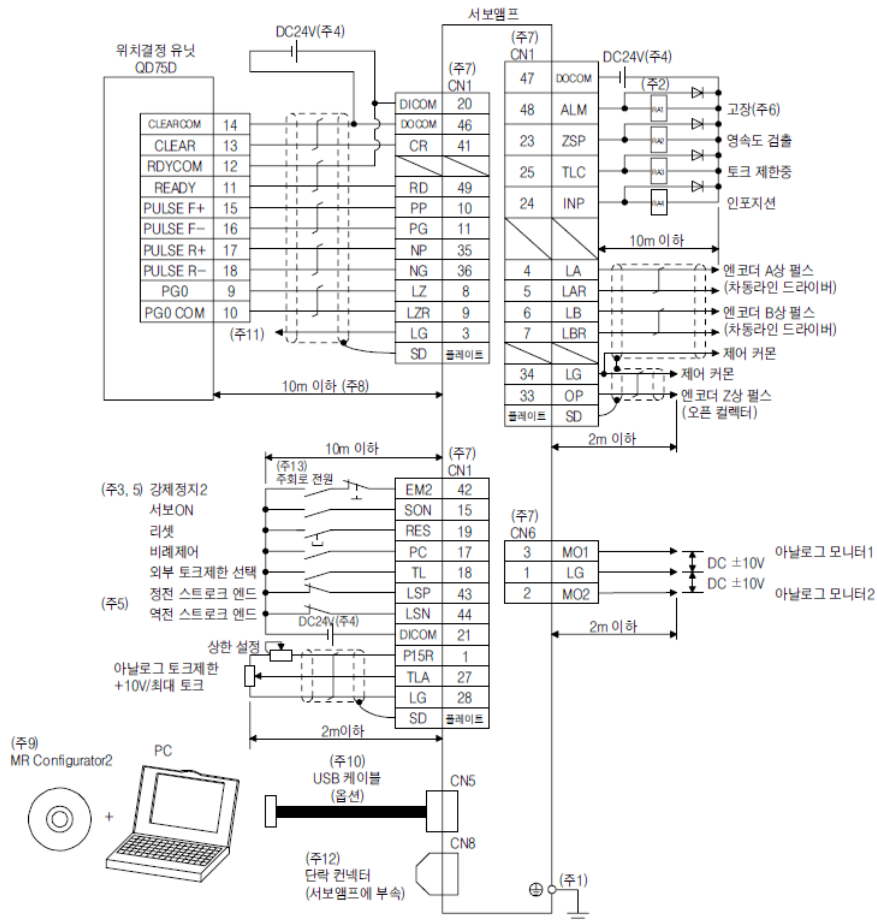 서보앰프
위치결정 유닛
QD75D
DC24V(주4)
(주7)
CN1
DICOM 20
CLEARCOM 14 DOCOM 46
CLEAR 13 CR 41
RDYCOM 12
READY 11 RD 49
PULSE F+ 15 PP 10
PULSE F- 16 PG 11
PULSE R+ 17 NP 35
PULSE R- 18 NG 36
PG0 9 LZ 8
PG0 COM 10 LZR 9
(주11) LG 3
SD 플레이트
10m 이하 (주8)
(주7)
CN1
DC24V(주4)
47 DOCOM
(주2)
48 ALM RA1 고장(주6)
23 ZSP RA2 영속도 검출
25 TLC RA3 토크 제한중
24 INP RA4 인포지션
10m 이하
4 LA 엔코더 A상 펄스
5 LAR (차동라인 드라이버)
6 LB 엔코더 B상 펄스
7 LBR (차동라인 드라이버)
제어 커몬
34 LG 제어 커몬
33 OP 엔코더 Z상 펄스
플레이트 SD (오픈 컬렉터)
2m 이하
10m 이하
(주7)
CN1
(주13)
주회로 전원
(주3, 5) 강제정지2 EM2 42
서보ON SON 15
리셋 RES 19
비례제어 PC 17
외부 토크제한 선택 TL 18
정전 스트로크 엔드 LSP 43
(주5)
역전 스트로크 엔드 LSN 44
DC24V(주4)
DICOM 21
상한 설정 P15R 1
아날로그 토크제한 TLA 27
+10V/최대 토크
LG 28
SD 플레이트
2m이하
(주7)
CN6
3 MO1 아날로그 모니터1
DC ±10V
1 LG
DC ±10V
2 MO2 아날로그 모니터2
2m 이하
(주9)
MR Configurator2
PC
+
(주10)
USB 케이블
(옵션)
CN5
CN8
(주12)
단락 컨넥터
(서보앰프에 부속)
(주1)